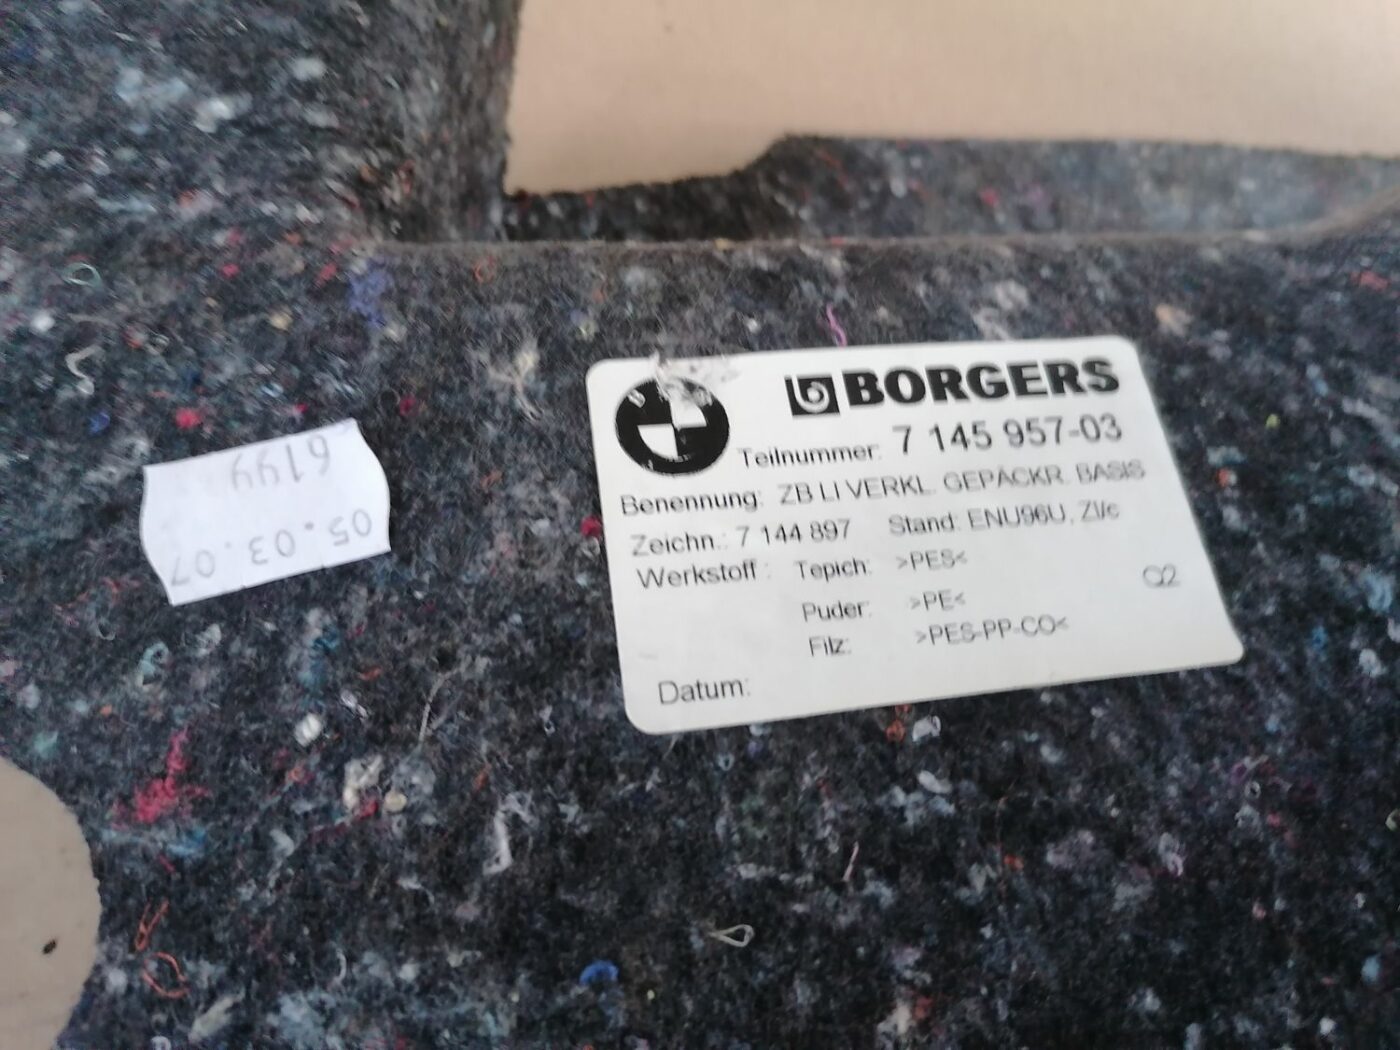 BMW
BORGERS
Teilnummer: 7 145 957-03
Benennung: ZB LI VERKL. GEPÄCKR. BASIS
Zeichn.: 7 144 897 Stand: ENU96U, ZI/c
Werkstoff : Tepich: >PES<
Puder: >PE<
Q2
Filz: >PES-PP-CO<
Datum:
05.03.07
6199